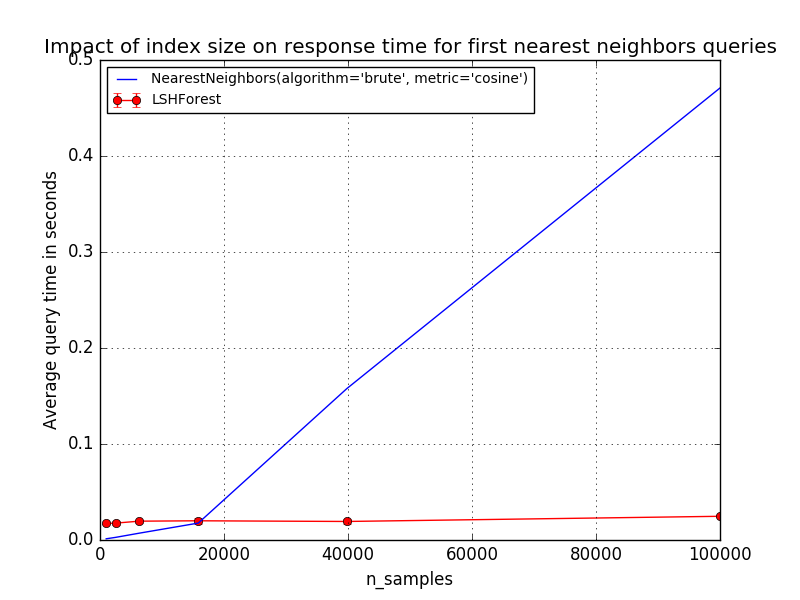 Impact of index size on response time for first nearest neighbors queries
NearestNeighbors(algorithm='brute', metric='cosine')
LSHForest
Average query time in seconds
0.5
0.4
0.3
0.2
0.1
0.0
0 20000 40000 60000 80000 100000
n_samples